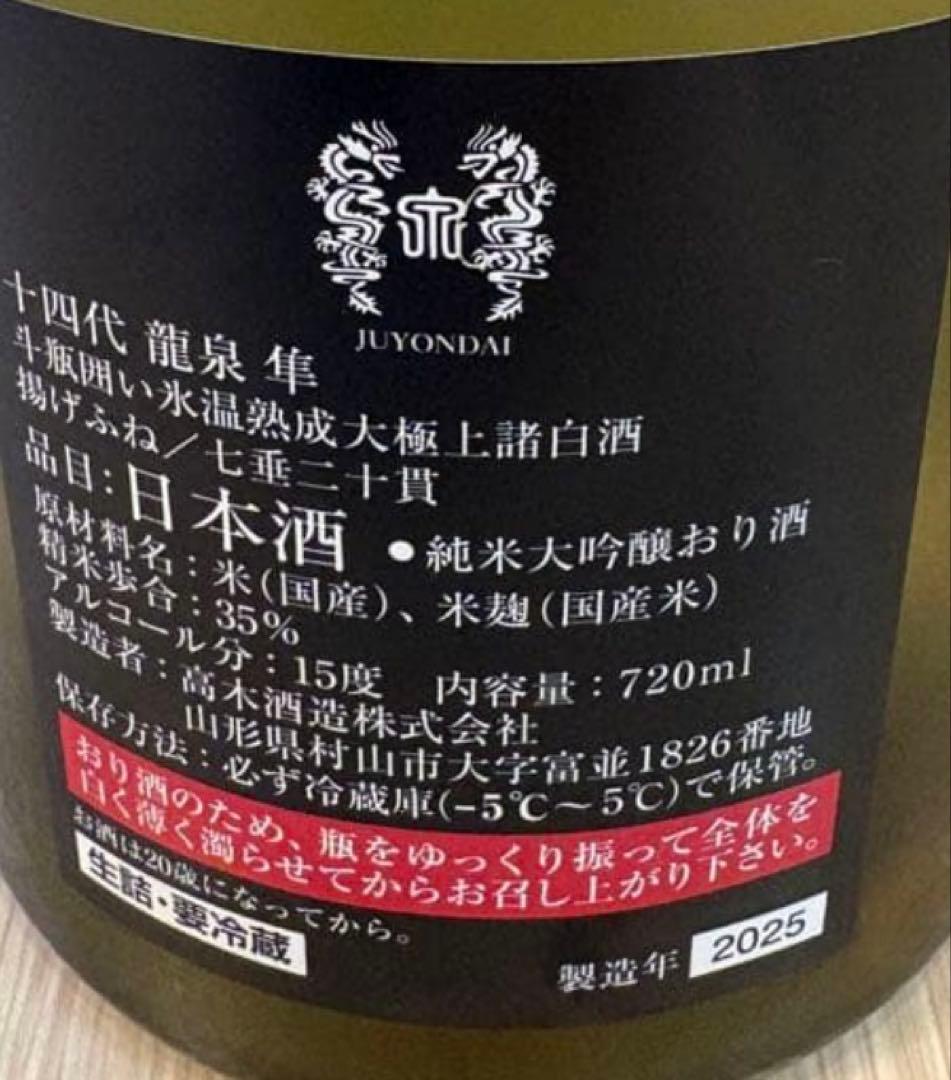 泉
JUYONDAI
十四代 龍泉 隼
斗瓶囲い氷温熟成大極上諸白酒
揚げふね／七垂二十貫
品目：日本酒 ●純米大吟醸おり酒
原材料名：米（国産）、米麹（国産米）
精米歩合：35％
アルコール分：15度 内容量：720ml
製造者：高木酒造株式会社
山形県村山市大字富並1826番地
保存方法：必ず冷蔵庫（-5℃～5℃）で保管。
おり酒のため、瓶をゆっくり振って全体を
白く薄く濁らせてからお召し上がり下さい。
お酒は20歳になってから。
生詰・要冷蔵
製造年 2025